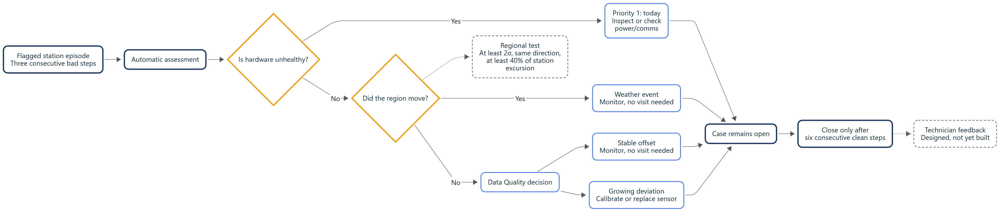 Flagged station episode
Three consecutive bad steps
Automatic assessment
Is hardware unhealthy?
Yes
Priority 1: today
Inspect or check
power/comms
No
Did the region move?
Regional test
At least 2σ, same direction,
at least 40% of station
excursion
Yes
Weather event
Monitor, no visit needed
No
Data Quality decision
Stable offset
Monitor, no visit needed
Growing deviation
Calibrate or replace sensor
Case remains open
Close only after
six consecutive clean steps
Technician feedback
Designed, not yet built